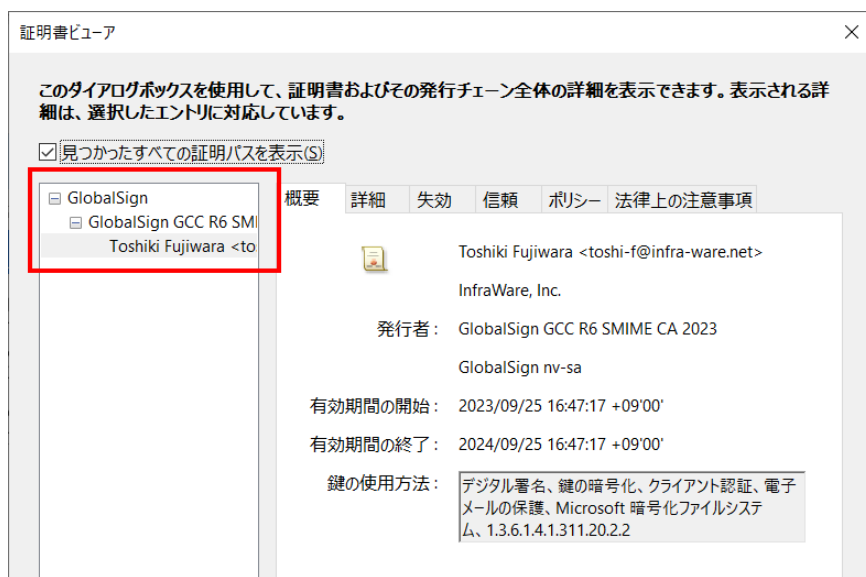 証明書ビューア
このダイアログボックスを使用して、証明書およびその発行チェーン全体の詳細を表示できます。表示される詳
細は、選択したエントリに対応しています。
見つかったすべての証明パスを表示(S)
GlobalSign
GlobalSign GCC R6 SMI
Toshiki Fujiwara <to
概要 詳細 失効 信頼 ポリシー 法律上の注意事項
Toshiki Fujiwara <toshi-f@infra-ware.net>
InfraWare, Inc.
発行者: GlobalSign GCC R6 SMIME CA 2023
GlobalSign nv-sa
有効期間の開始: 2023/09/25 16:47:17 +09'00'
有効期間の終了: 2024/09/25 16:47:17 +09'00'
鍵の使用方法: デジタル署名、鍵の暗号化、クライアント認証、電子
メールの保護、Microsoft 暗号化ファイルシステ
ム、1.3.6.1.4.1.311.20.2.2